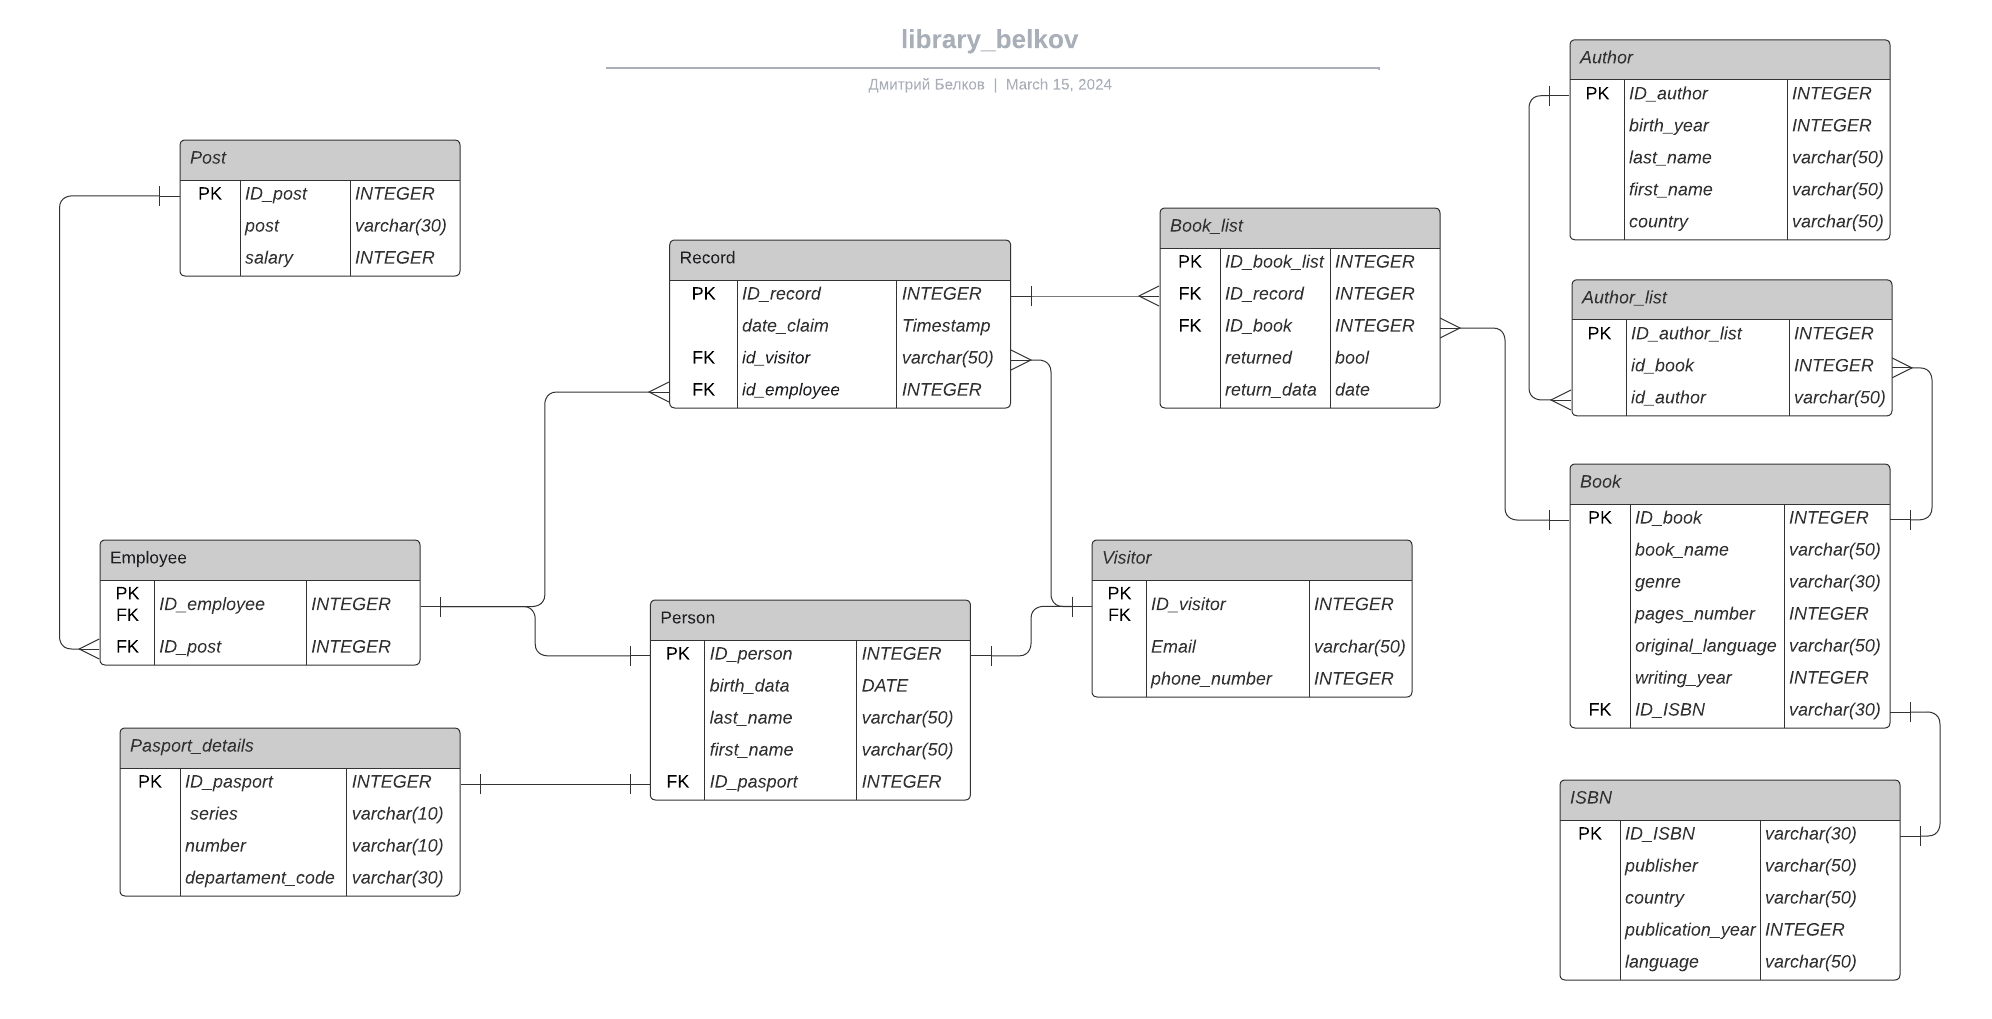 library_belkov
Дмитрий Белков | March 15, 2024
Post
PK ID_post INTEGER
post varchar(30)
salary INTEGER
Record
PK ID_record INTEGER
date_claim Timestamp
FK id_visitor varchar(50)
FK id_employee INTEGER
Book_list
PK ID_book_list INTEGER
FK ID_record INTEGER
FK ID_book INTEGER
returned bool
return_data date
Author
PK ID_author INTEGER
birth_year INTEGER
last_name varchar(50)
first_name varchar(50)
country varchar(50)
Author_list
PK ID_author_list INTEGER
id_book INTEGER
id_author varchar(50)
Employee
PK
FK ID_employee INTEGER
FK ID_post INTEGER
Person
PK ID_person INTEGER
birth_data DATE
last_name varchar(50)
first_name varchar(50)
FK ID_pasport INTEGER
Visitor
PK
FK ID_visitor INTEGER
Email varchar(50)
phone_number INTEGER
Book
PK ID_book INTEGER
book_name varchar(50)
genre varchar(30)
pages_number INTEGER
original_language varchar(50)
writing_year INTEGER
FK ID_ISBN varchar(30)
Pasport_details
PK ID_pasport INTEGER
series varchar(10)
number varchar(10)
departament_code varchar(30)
ISBN
PK ID_ISBN varchar(30)
publisher varchar(50)
country varchar(50)
publication_year INTEGER
language varchar(50)